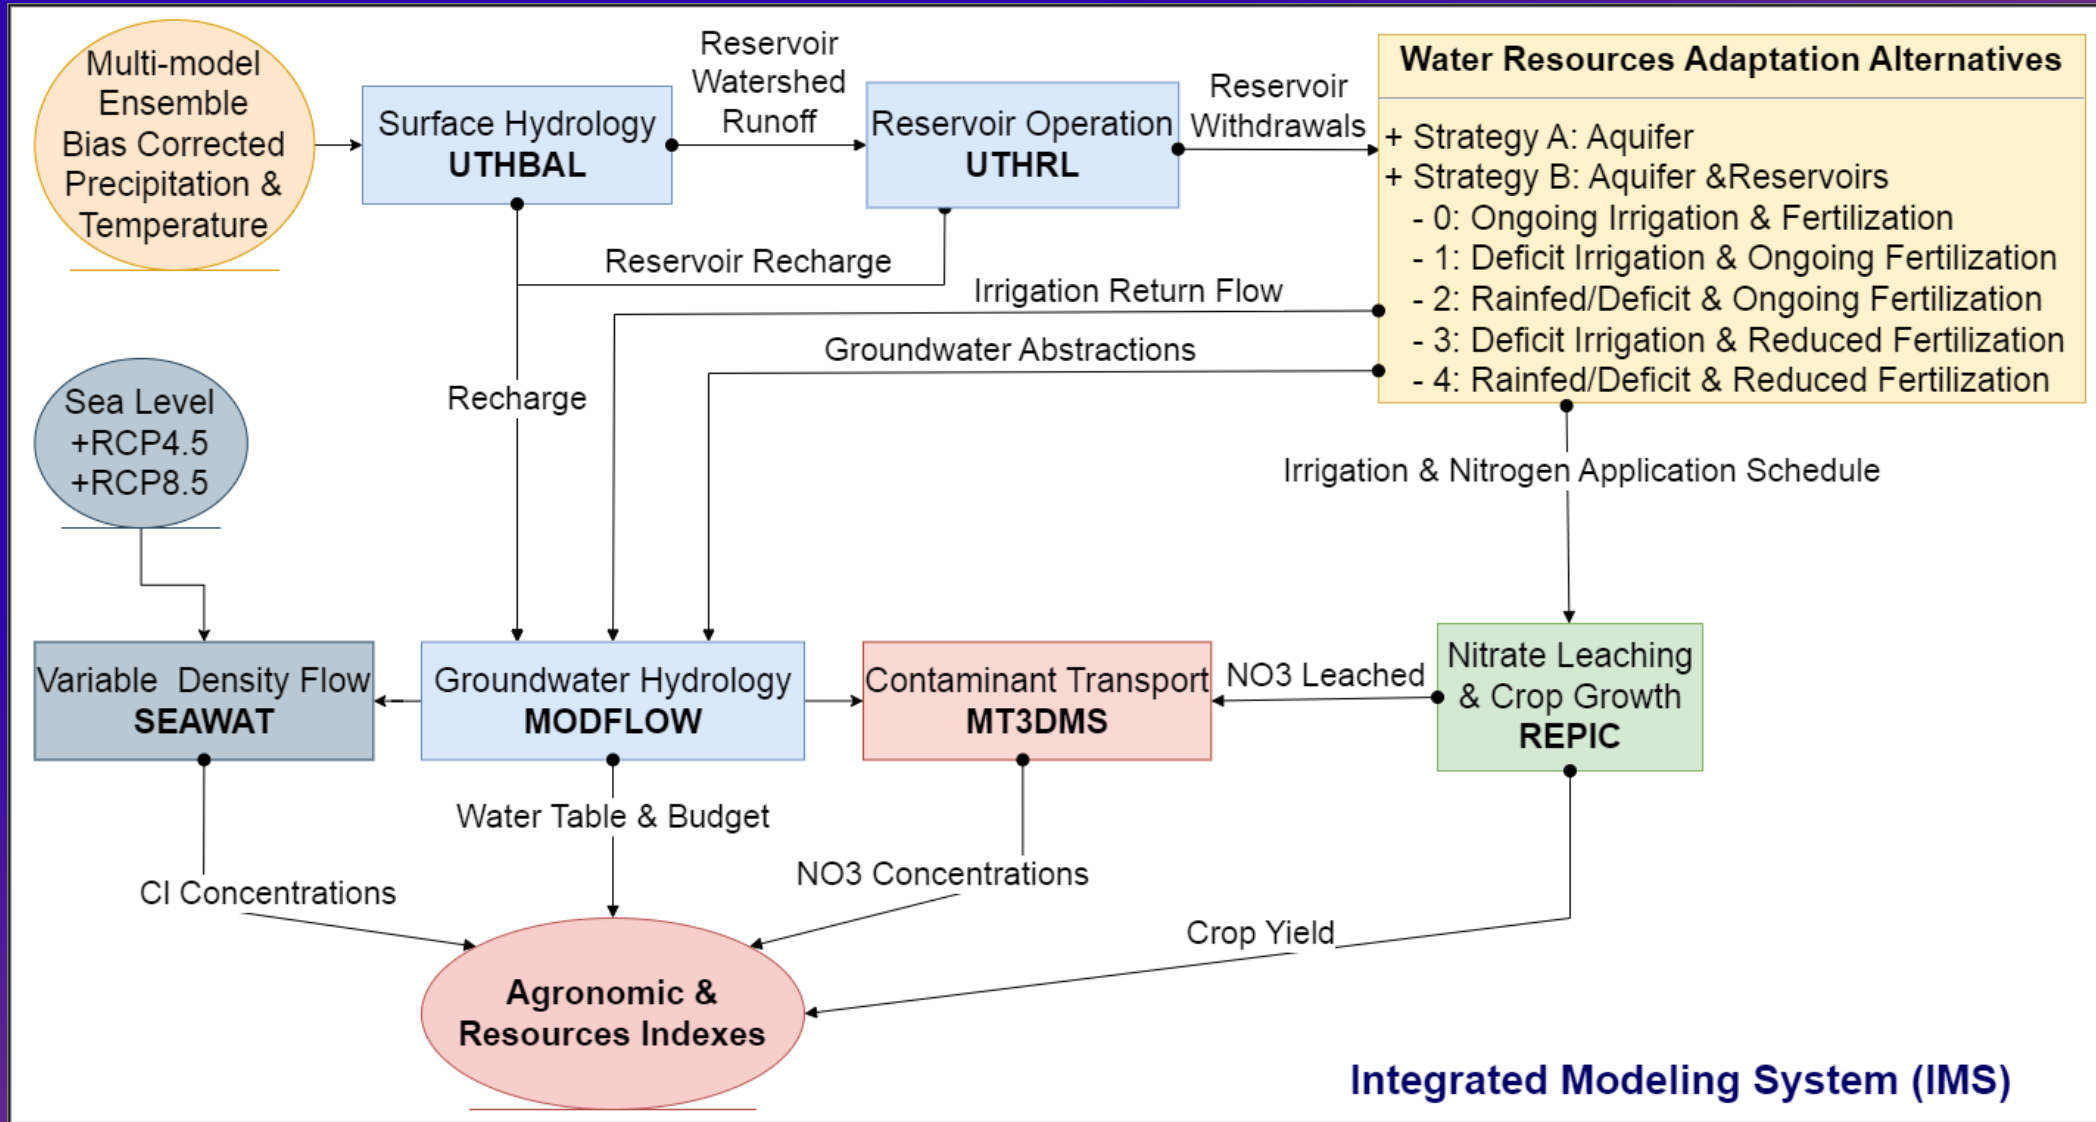 Multi-model
Ensemble
Bias Corrected
Precipitation &
Temperature
Surface Hydrology
UTHBAL
Reservoir
Watershed
Runoff
Reservoir Operation
UTHRL
Reservoir
Withdrawals
Water Resources Adaptation Alternatives
+ Strategy A: Aquifer
+ Strategy B: Aquifer &Reservoirs
- 0: Ongoing Irrigation & Fertilization
- 1: Deficit Irrigation & Ongoing Fertilization
- 2: Rainfed/Deficit & Ongoing Fertilization
- 3: Deficit Irrigation & Reduced Fertilization
- 4: Rainfed/Deficit & Reduced Fertilization
Reservoir Recharge
Irrigation Return Flow
Groundwater Abstractions
Recharge
Sea Level
+RCP4.5
+RCP8.5
Irrigation & Nitrogen Application Schedule
Variable Density Flow
SEAWAT
Groundwater Hydrology
MODFLOW
Contaminant Transport
MT3DMS
NO3 Leached
Nitrate Leaching
& Crop Growth
REPIC
Water Table & Budget
Cl Concentrations
NO3 Concentrations
Crop Yield
Agronomic &
Resources Indexes
Integrated Modeling System (IMS)